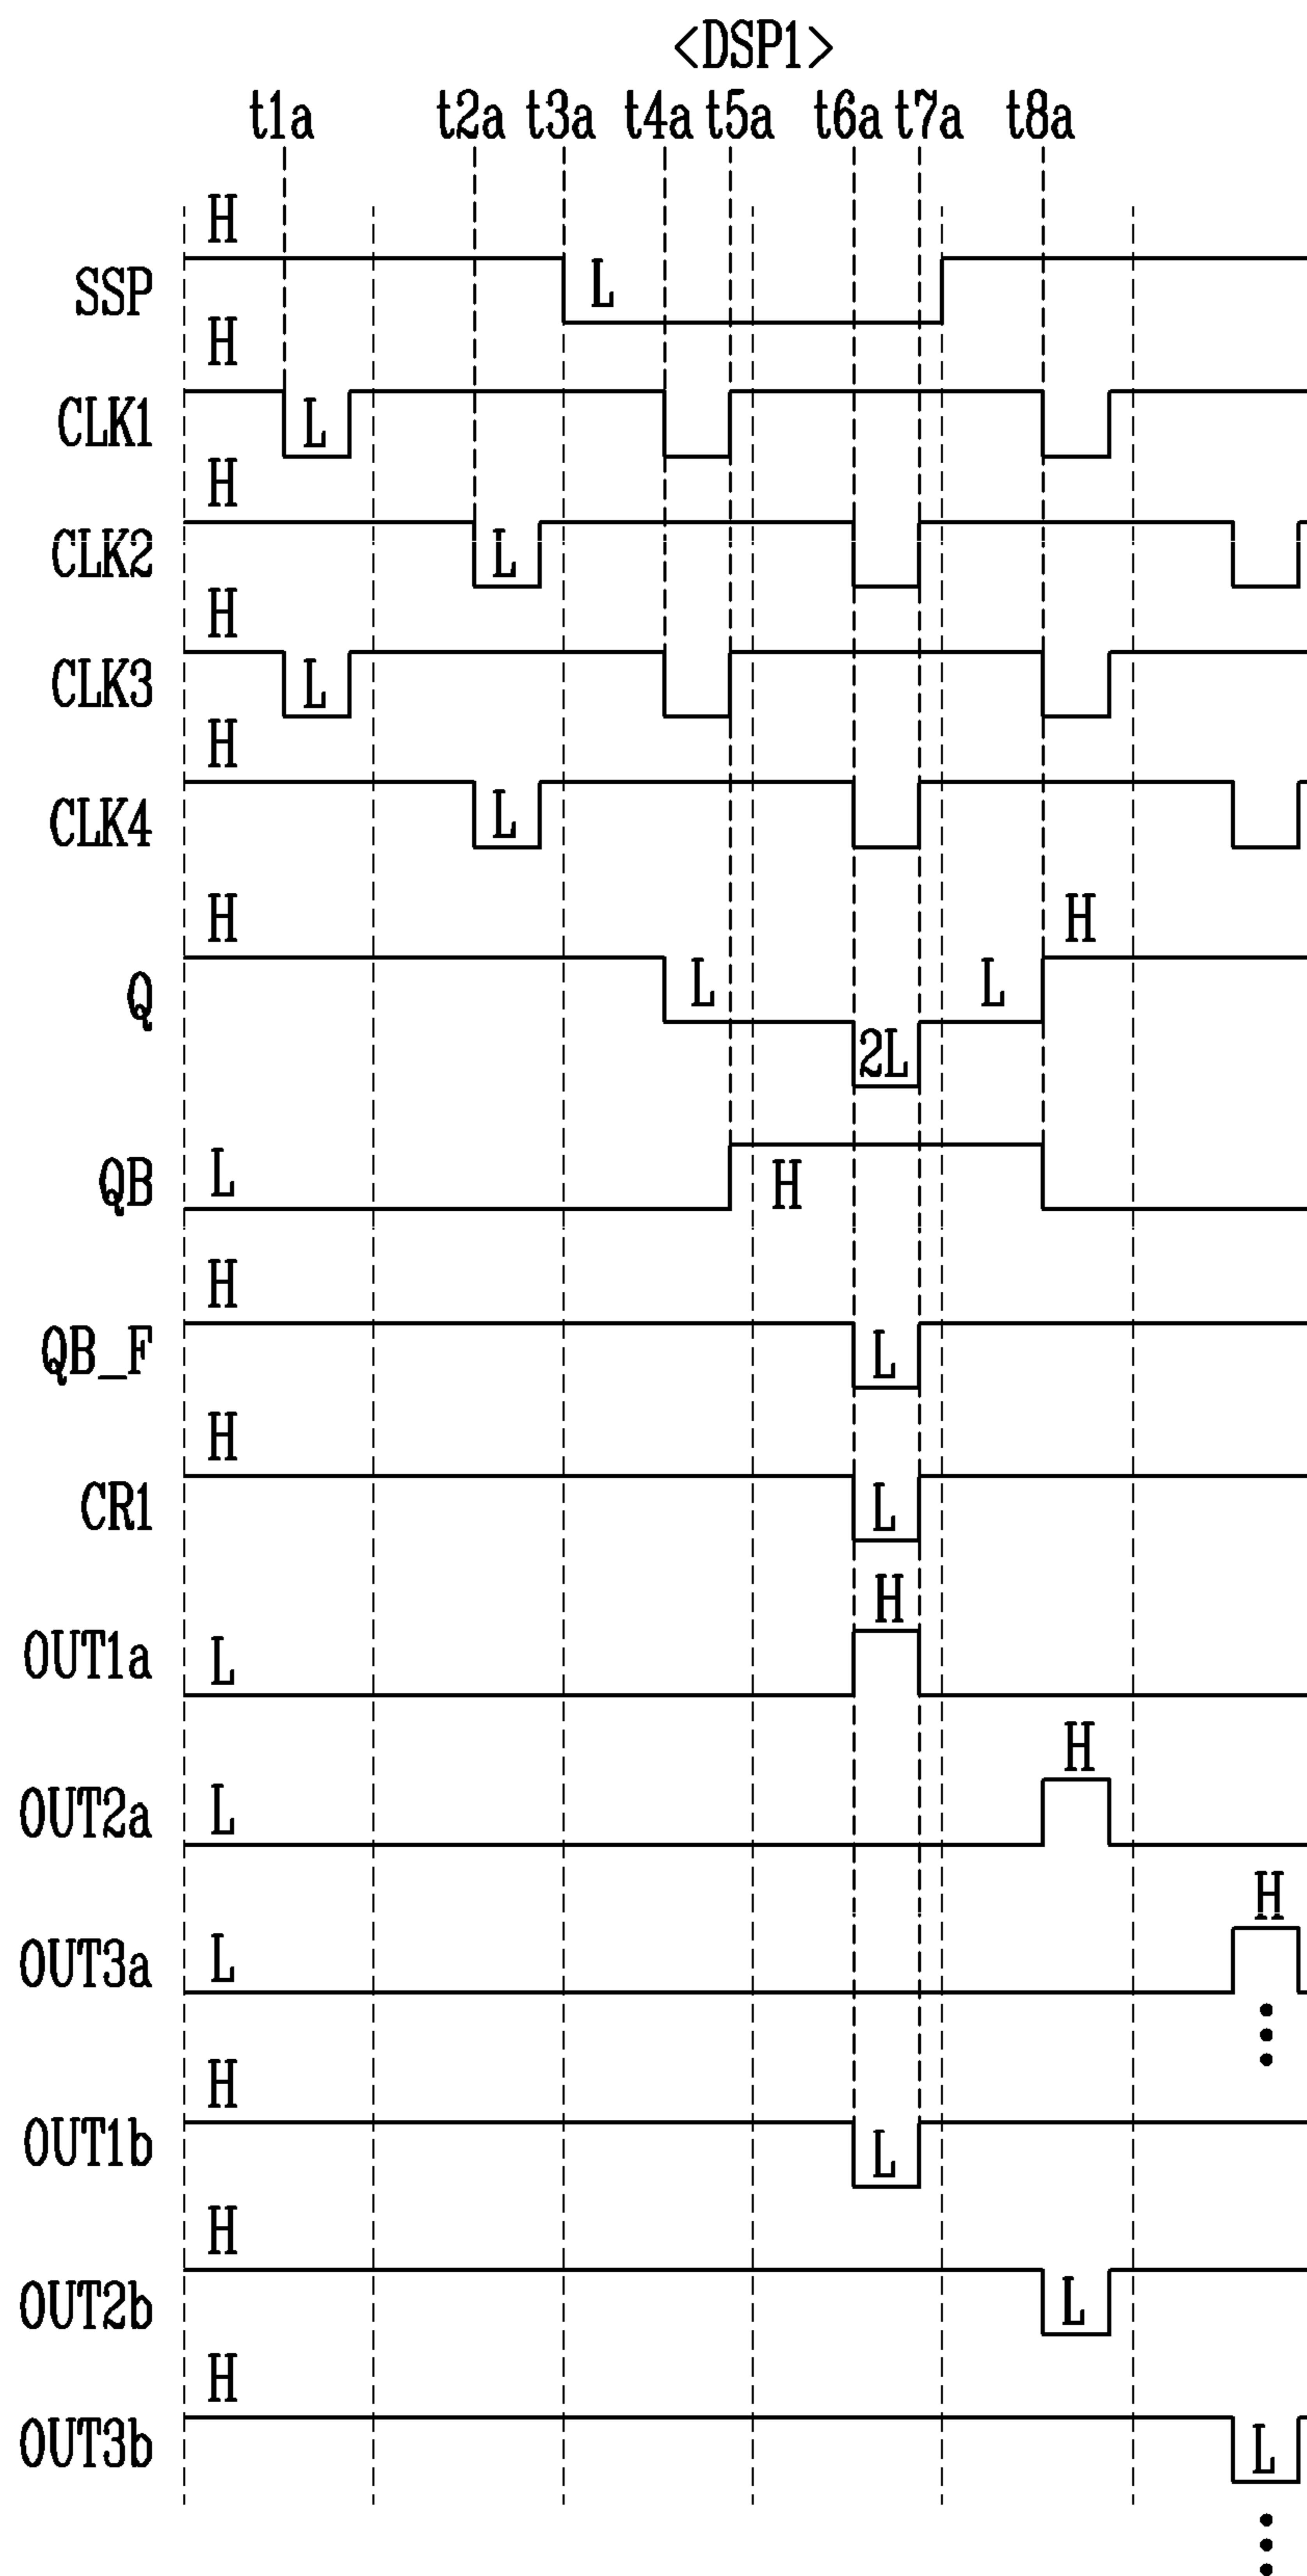 <DSP1>
t1a t2a t3a t4a t5a t6a t7a t8a
H
SSP L
H
CLK1 L
H
CLK2 L
H
CLK3 L
H
CLK4 L
H H
Q L L
2L
QB L H
H
QB_F L
H
CR1 L
H
OUT1a L
H
OUT2a L
H
OUT3a L
H
OUT1b L
H
OUT2b L
H
OUT3b L